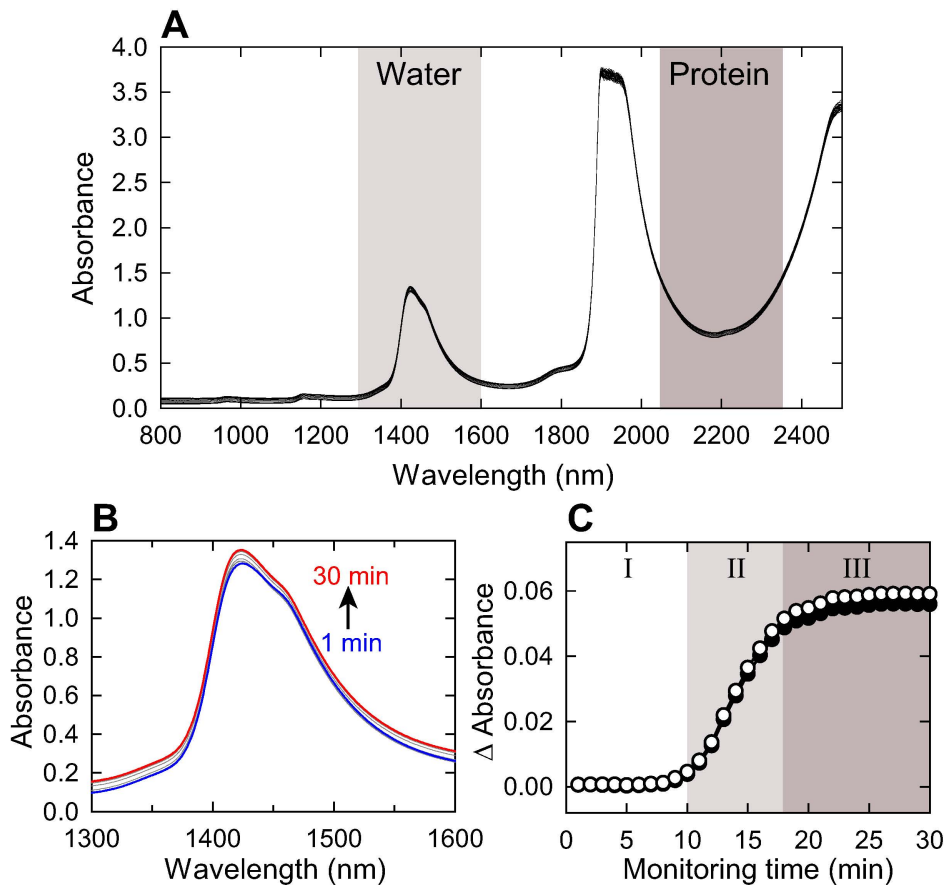 A
Water
Protein
4.0
3.5
3.0
2.5
2.0
1.5
1.0
0.5
0.0
Absorbance
800 1000 1200 1400 1600 1800 2000 2200 2400
Wavelength (nm)
B
1.4
1.2
1.0
0.8
0.6
0.4
0.2
0.0
Absorbance
30 min
1 min
1300 1400 1500 1600
Wavelength (nm)
C
I II III
0.06
0.04
0.02
0.00
Δ Absorbance
0 5 10 15 20 25 30
Monitoring time (min)